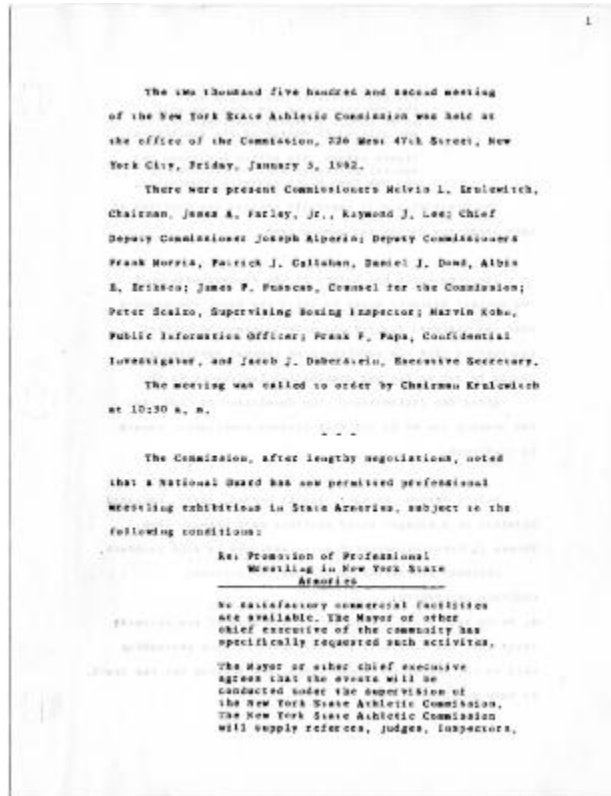 1
The two thousand five hundred and second meeting
of the New York State Athletic Commission was held at
the office of the Commission, 226 West 47th Street, New
York City, Friday, January 5, 1962.
There were present Commissioners Melvin L. Krulewitch,
Chairman, James A. Farley, Jr., Raymond J. Lee; Chief
Deputy Commissioner Joseph Alperin; Deputy Commissioners
Frank Morris, Patrick J. Callahan, Daniel J. Dowd, Albin
E. James P. Counsel for the Commission;
Peter Scalzo, Supervising Boxing Inspector; Marvin Kohn,
Public Information Officer; Frank F. Papa, Confidential
Investigator, and Jacob J. Duberstein, Executive Secretary.
The meeting was called to order by Chairman Krulewitch
at 10:30 a. m.
- - -
The Commission, after lengthy negotiations, noted
that a National Guard has now permitted professional
wrestling exhibitions in State Armories, subject to the
following conditions:
Re: Promotion of Professional
Wrestling in New York State
Armories
No satisfactory commercial facilities
are available. The Mayor or other
chief executive of the community has
specifically requested such activites.
The Mayor or other chief executive
agrees that the events will be
conducted under the supervision of
the New York State Athletic Commission.
The New York State Athletic Commission
will supply referees, judges, inspectors,